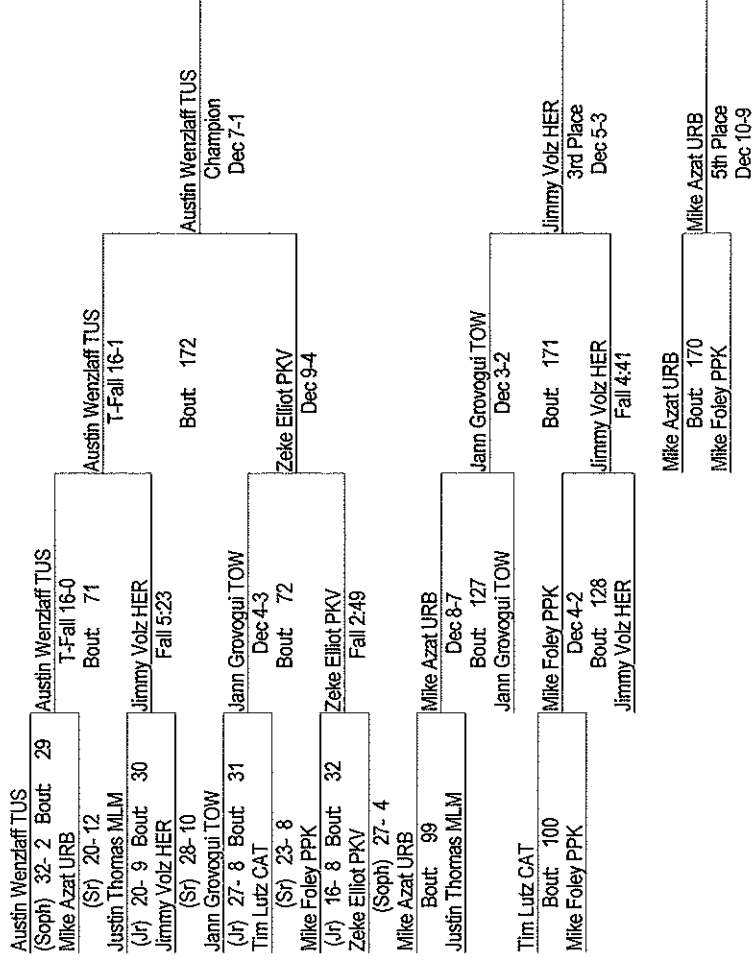 Austin Wenzlaff TUS
(Soph) 32- 2 Bout: 29
Mike Azat URB
(Sr) 20-12
Justin Thomas MLM
(Jr) 20- 9 Bout: 30
Jimmy Volz HER
(Sr) 28-10
Jann Grovogui TOW
(Jr) 27- 8 Bout: 31
Tim Lutz CAT
(Sr) 23- 8
Mike Foley PPK
(Jr) 16- 8 Bout: 32
Zeke Elliot PKV
(Soph) 27- 4
Mike Azat URB
Bout: 99
Justin Thomas MLM
Tim Lutz CAT
Bout: 100
Mike Foley PPK
Austin Wenzlaff TUS
T-Fall 16-0
Bout: 71
Jimmy Volz HER
Fall 5:23
Jann Grovogui TOW
Dec 4-3
Bout: 72
Zeke Elliot PKV
Fall 2:49
Mike Azat URB
Dec 8-7
Bout: 127
Jann Grovogui TOW
Mike Foley PPK
Dec 4-2
Bout: 128
Jimmy Volz HER
Austin Wenzlaff TUS
T-Fall 16-1
Bout: 172
Zeke Elliot PKV
Dec 9-4
Jann Grovogui TOW
Dec 3-2
Bout: 171
Jimmy Volz HER
Fall 4:41
Mike Azat URB
Bout: 170
Mike Foley PPK
Austin Wenzlaff TUS
Champion
Dec 7-1
Jimmy Volz HER
3rd Place
Dec 5-3
Mike Azat URB
5th Place
Dec 10-9